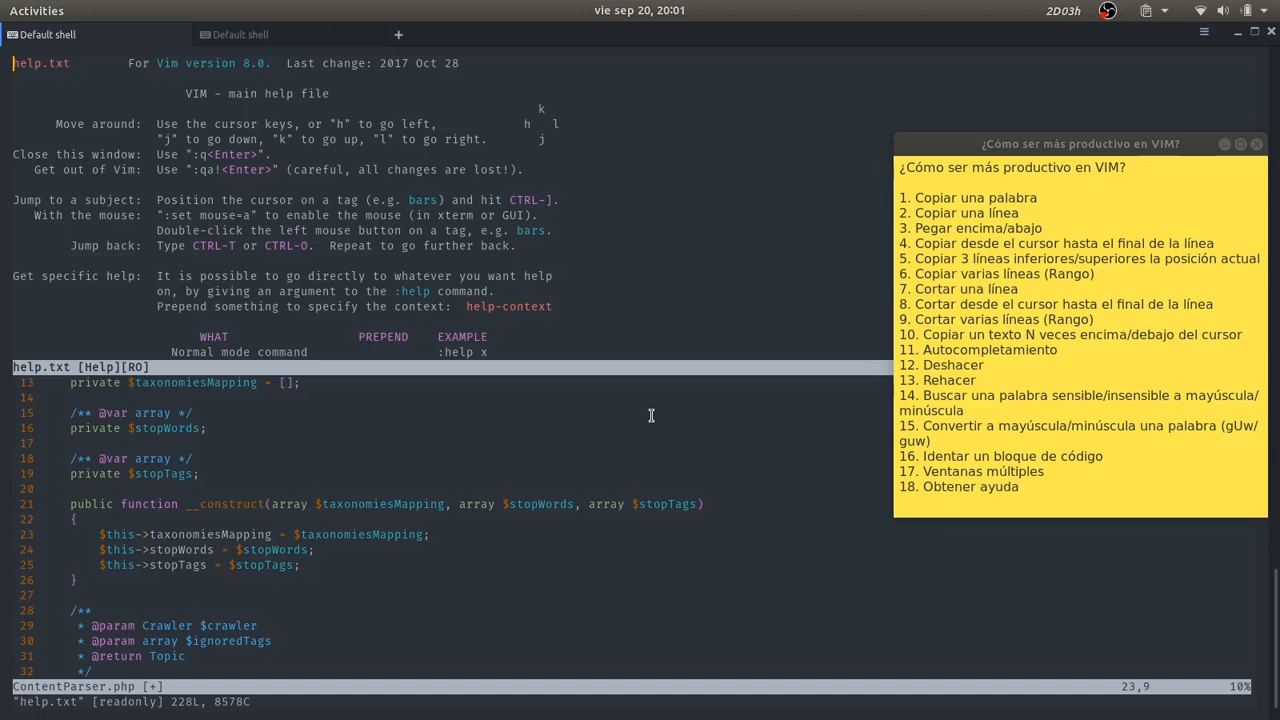 Activities
vie sep 20, 20:01
2D03h
Default shell
Default shell
+
help.txt For Vim version 8.0. Last change: 2017 Oct 28
VIM - main help file
k
Move around: Use the cursor keys, or "h" to go left, h l
"j" to go down, "k" to go up, "l" to go right. j
Close this window: Use ":q<Enter>".
Get out of Vim: Use ":qa!<Enter>" (careful, all changes are lost!).
Jump to a subject: Position the cursor on a tag (e.g. bars) and hit CTRL-].
With the mouse: ":set mouse=a" to enable the mouse (in xterm or GUI).
Double-click the left mouse button on a tag, e.g. bars.
Jump back: Type CTRL-T or CTRL-O. Repeat to go further back.
Get specific help: It is possible to go directly to whatever you want help
on, by giving an argument to the :help command.
Prepend something to specify the context: help-context
WHAT PREPEND EXAMPLE
Normal mode command :help x
help.txt [Help][RO]
13 private $taxonomiesMapping = [];
14
15 /** @var array */
16 private $stopWords;
17
18 /** @var array */
19 private $stopTags;
20
21 public function __construct(array $taxonomiesMapping, array $stopWords, array $stopTags)
22 {
23 $this->taxonomiesMapping = $taxonomiesMapping;
24 $this->stopWords = $stopWords;
25 $this->stopTags = $stopTags;
26 }
27
28 /**
29 * @param Crawler $crawler
30 * @param array $ignoredTags
31 * @return Topic
32 */
ContentParser.php [+] 23,9 10%
"help.txt" [readonly] 228L, 8578C
¿Cómo ser más productivo en VIM?
¿Cómo ser más productivo en VIM?
1. Copiar una palabra
2. Copiar una línea
3. Pegar encima/abajo
4. Copiar desde el cursor hasta el final de la línea
5. Copiar 3 líneas inferiores/superiores la posición actual
6. Copiar varias líneas (Rango)
7. Cortar una línea
8. Cortar desde el cursor hasta el final de la línea
9. Cortar varias líneas (Rango)
10. Copiar un texto N veces encima/debajo del cursor
11. Autocompletamiento
12. Deshacer
13. Rehacer
14. Buscar una palabra sensible/insensible a mayúscula/
minúscula
15. Convertir a mayúscula/minúscula una palabra (gUw/
guw)
16. Identar un bloque de código
17. Ventanas múltiples
18. Obtener ayuda